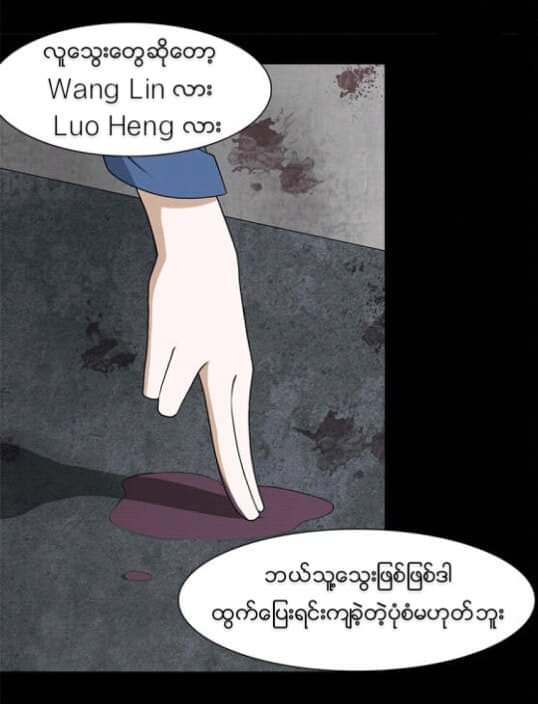 လူသွေးတွေဆိုတော့
Wang Lin လား
Luo Heng လား
ဘယ်သူ့သွေးဖြစ်ဖြစ်ဒါ
ထွက်ပြေးရင်းကျခဲ့တဲ့ပုံစံမဟုတ်ဘူး